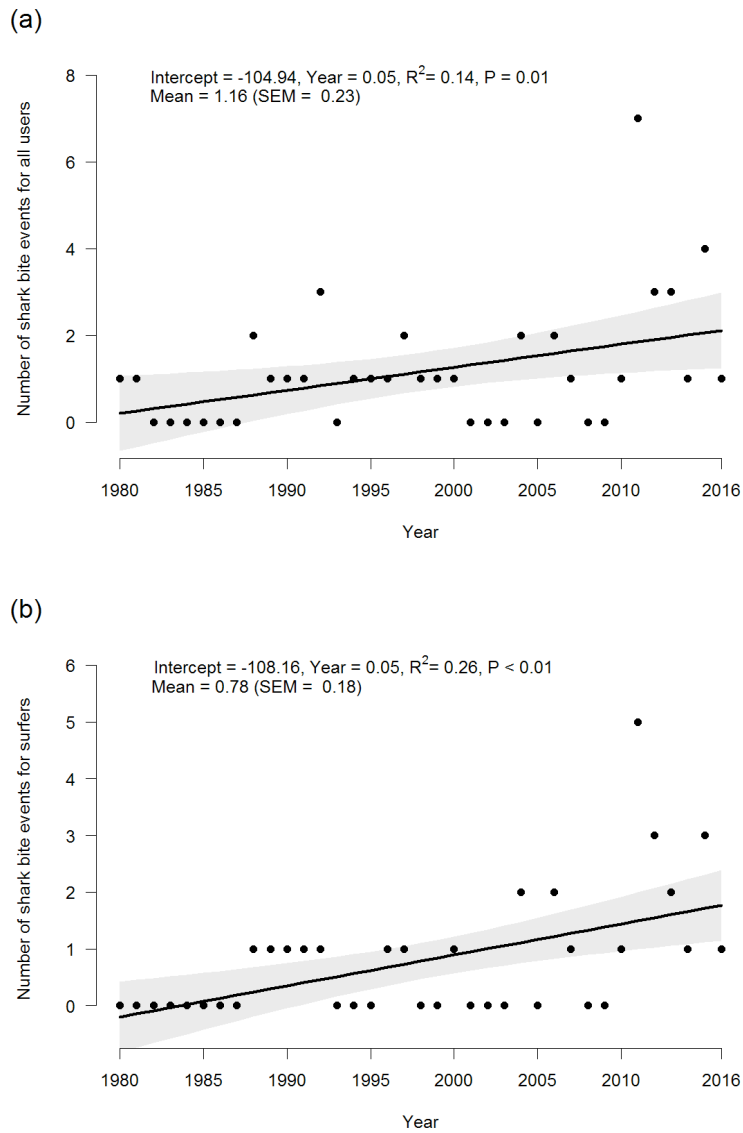 (a)
Intercept = -104.94, Year = 0.05, R²= 0.14, P = 0.01
Mean = 1.16 (SEM = 0.23)
Number of shark bite events for all users
8
6
4
2
0
1980 1985 1990 1995 2000 2005 2010 2016
Year
(b)
Intercept = -108.16, Year = 0.05, R²= 0.26, P < 0.01
Mean = 0.78 (SEM = 0.18)
Number of shark bite events for surfers
6
5
4
3
2
1
0
1980 1985 1990 1995 2000 2005 2010 2016
Year